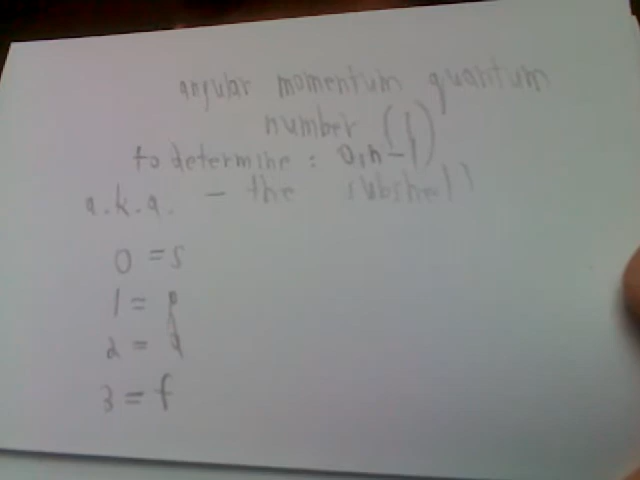 angular momentum quantum
number (l)
to determine : 0, n-1
a.k.a. - the subshell
0 = s
1 = p
2 = d
3 = f